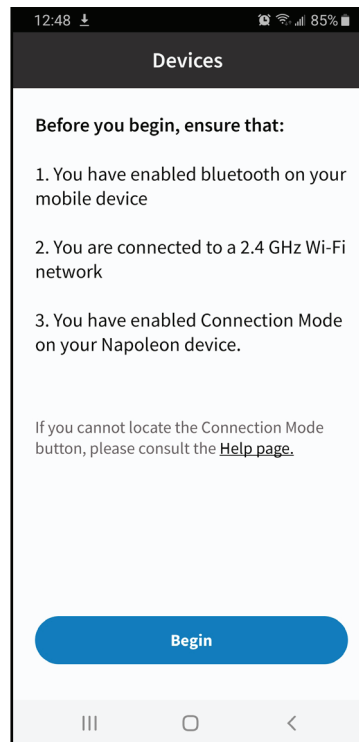 12:48 85%
Devices
Before you begin, ensure that:
1. You have enabled bluetooth on your
mobile device
2. You are connected to a 2.4 GHz Wi-Fi
network
3. You have enabled Connection Mode
on your Napoleon device.
If you cannot locate the Connection Mode
button, please consult the Help page.
Begin